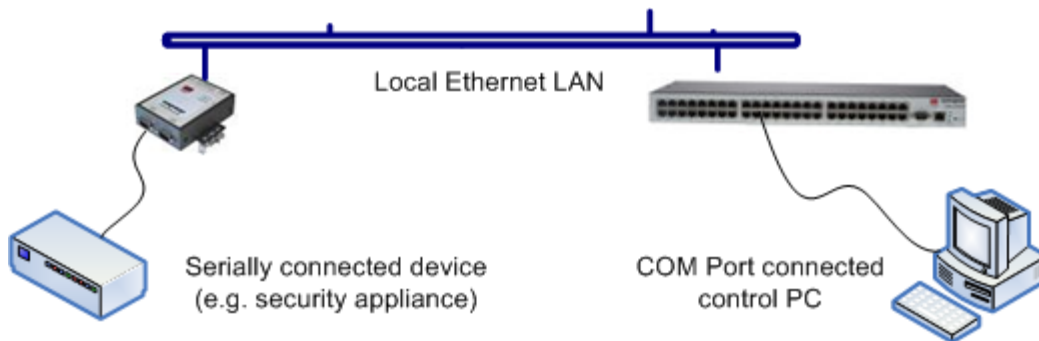 Local Ethernet LAN
Serially connected device
(e.g. security appliance)
COM Port connected
control PC